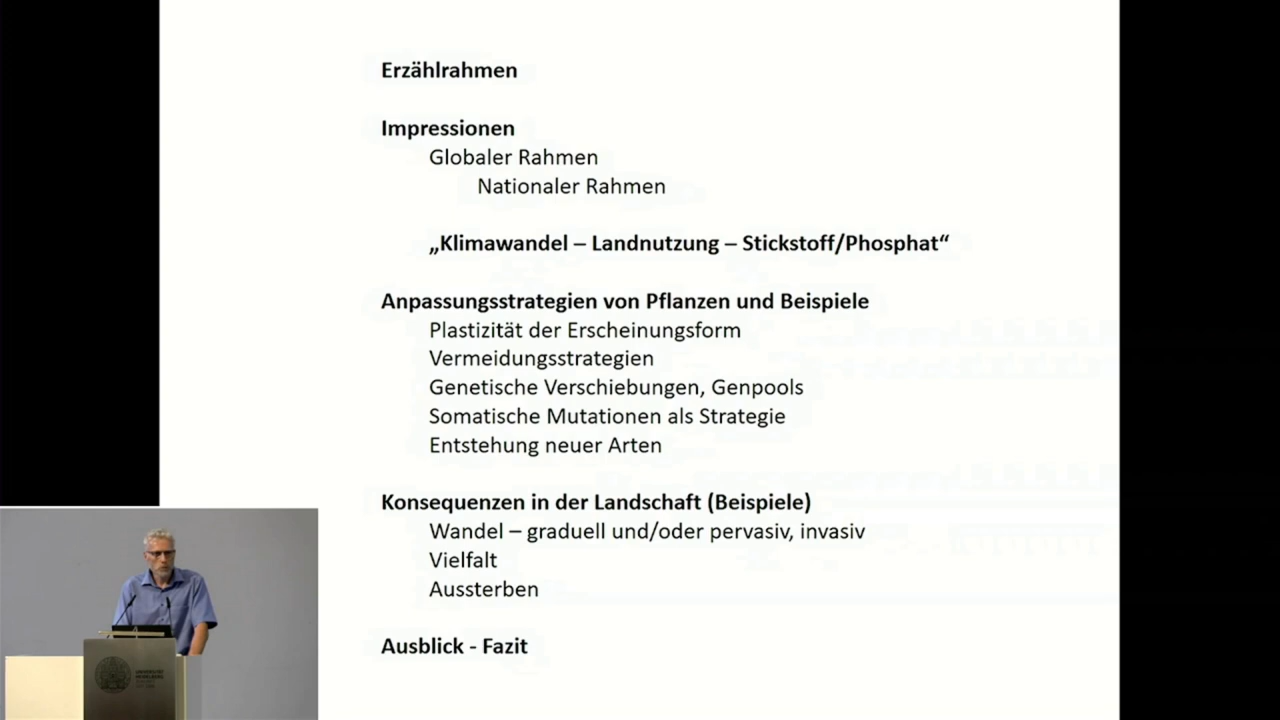 Erzählrahmen
Impressionen
Globaler Rahmen
Nationaler Rahmen
„Klimawandel – Landnutzung – Stickstoff/Phosphat“
Anpassungsstrategien von Pflanzen und Beispiele
Plastizität der Erscheinungsform
Vermeidungsstrategien
Genetische Verschiebungen, Genpools
Somatische Mutationen als Strategie
Entstehung neuer Arten
Konsequenzen in der Landschaft (Beispiele)
Wandel – graduell und/oder pervasiv, invasiv
Vielfalt
Aussterben
Ausblick - Fazit